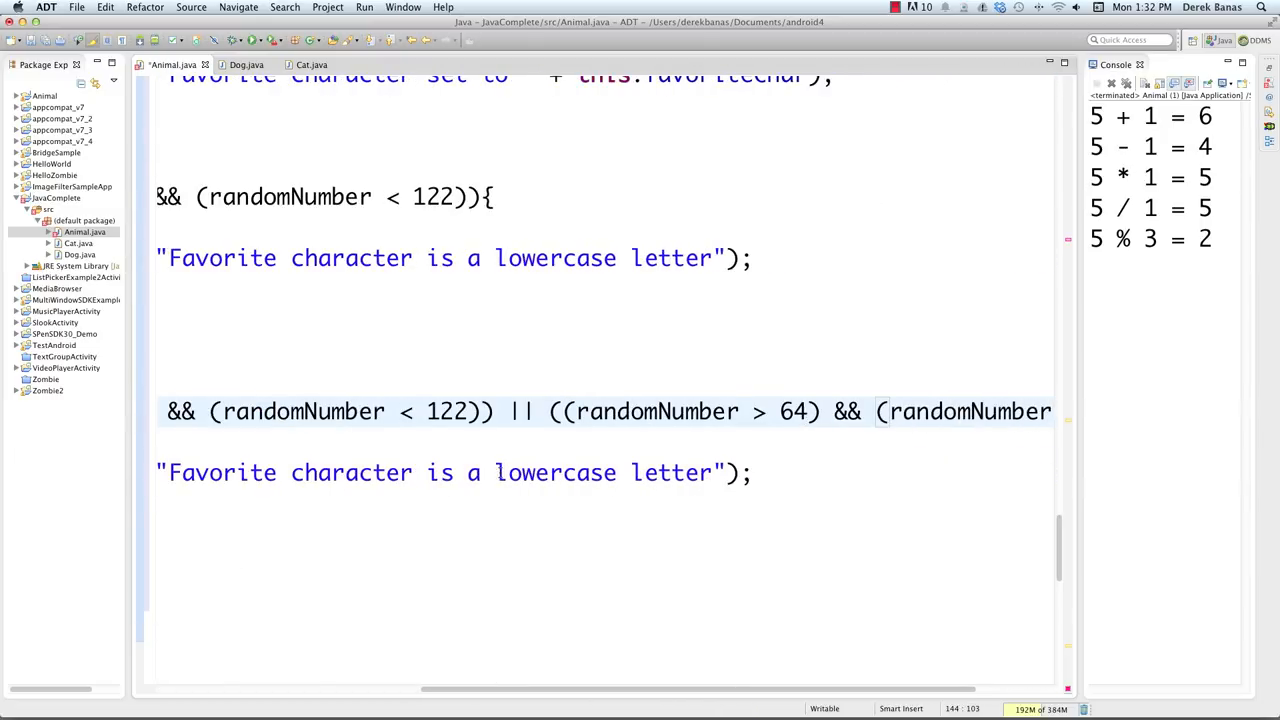 ADT File Edit Refactor Source Navigate Search Project Run Window Help 10 Mon 1:32 PM Derek Banas
Java – JavaComplete/src/Animal.java – ADT – /Users/derekbanas/Documents/android4
Quick Access Java DDMS
Package Exp
Animal
appcompat_v7
appcompat_v7_2
appcompat_v7_3
appcompat_v7_4
BridgeSample
HelloWorld
HelloZombie
ImageFilterSampleApp
JavaComplete
src
(default package)
Animal.java
Cat.java
Dog.java
JRE System Library [Ja
ListPickerExample2Activi
MediaBrowser
MultiWindowSDKExample
MusicPlayerActivity
SlookActivity
SPenSDK30_Demo
TestAndroid
TextGroupActivity
VideoPlayerActivity
Zombie
Zombie2
*Animal.java Dog.java Cat.java
"Favorite character set to " + this.favoriteChar);
&& (randomNumber < 122)){
"Favorite character is a lowercase letter");
&& (randomNumber < 122)) || ((randomNumber > 64) && (randomNumber
"Favorite character is a lowercase letter");
Console
<terminated> Animal (1) [Java Application] /S
5 + 1 = 6
5 - 1 = 4
5 * 1 = 5
5 / 1 = 5
5 % 3 = 2
Writable Smart Insert 144 : 103 192M of 384M